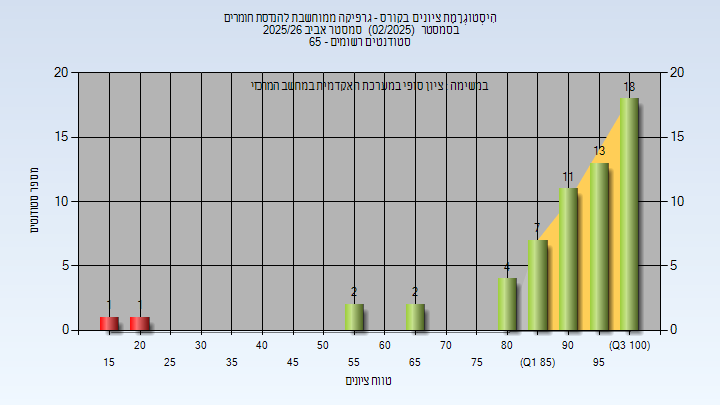 היסטוגרמת ציונים בקורס - גרפיקה ממוחשבת להנדסת חומרים
בסמסטר (02/2025) סמסטר אביב 2025/26
סטודנטים רשומים - 65
במשימה : ציון סופי במערכת האקדמית במחשב המרכזי
מספר סטודנטים
20 20
15 15
10 10
5 5
0 0
1 1 2 2 4 7 11 13 18
20 30 40 50 60 70 80 90 (Q3 100)
15 25 35 45 55 65 75 (Q1 85) 95
טווח ציונים